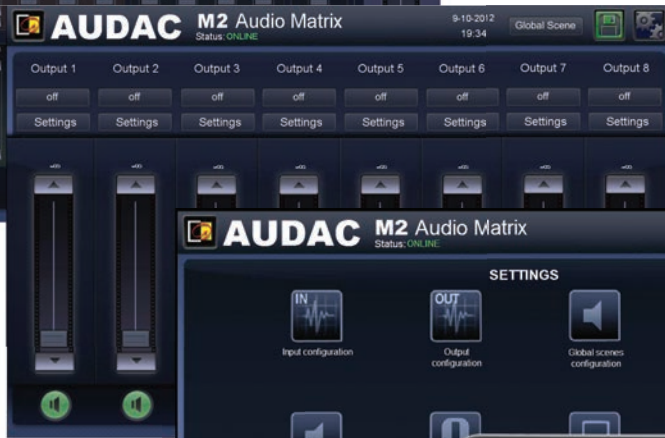 AUDAC M2 Audio Matrix
Status: ONLINE
9-10-2012
19:34
Global Scene
Output 1 Output 2 Output 3 Output 4 Output 5 Output 6 Output 7 Output 8
off off off off off off off off
Settings Settings Settings Settings Settings Settings Settings Settings
-∞ -∞ -∞ -∞ -∞ -∞ -∞ -∞
AUDAC M2 Audio Matrix
Status: ONLINE
SETTINGS
IN OUT
Input configuration
Output
configuration
Global scenes
configuration